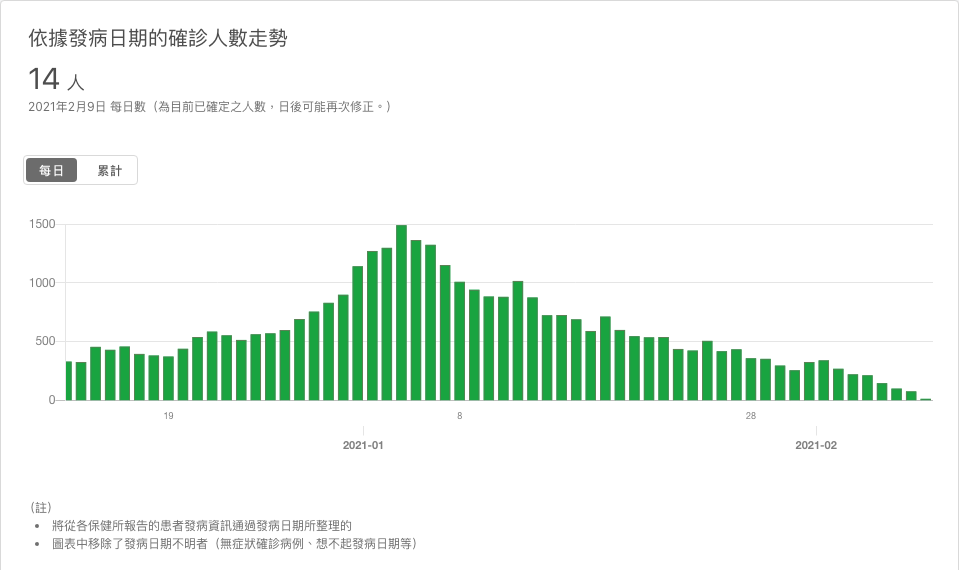 依據發病日期的確診人數走勢
14 人
2021年2月9日 每日數（為目前已確定之人數，日後可能再次修正。）
每日 累計
1500
1000
500
0
19 8 28
2021-01 2021-02
（註）
• 將從各保健所報告的患者發病資訊通過發病日期所整理的
• 圖表中移除了發病日期不明者（無症狀確診病例、想不起發病日期等）